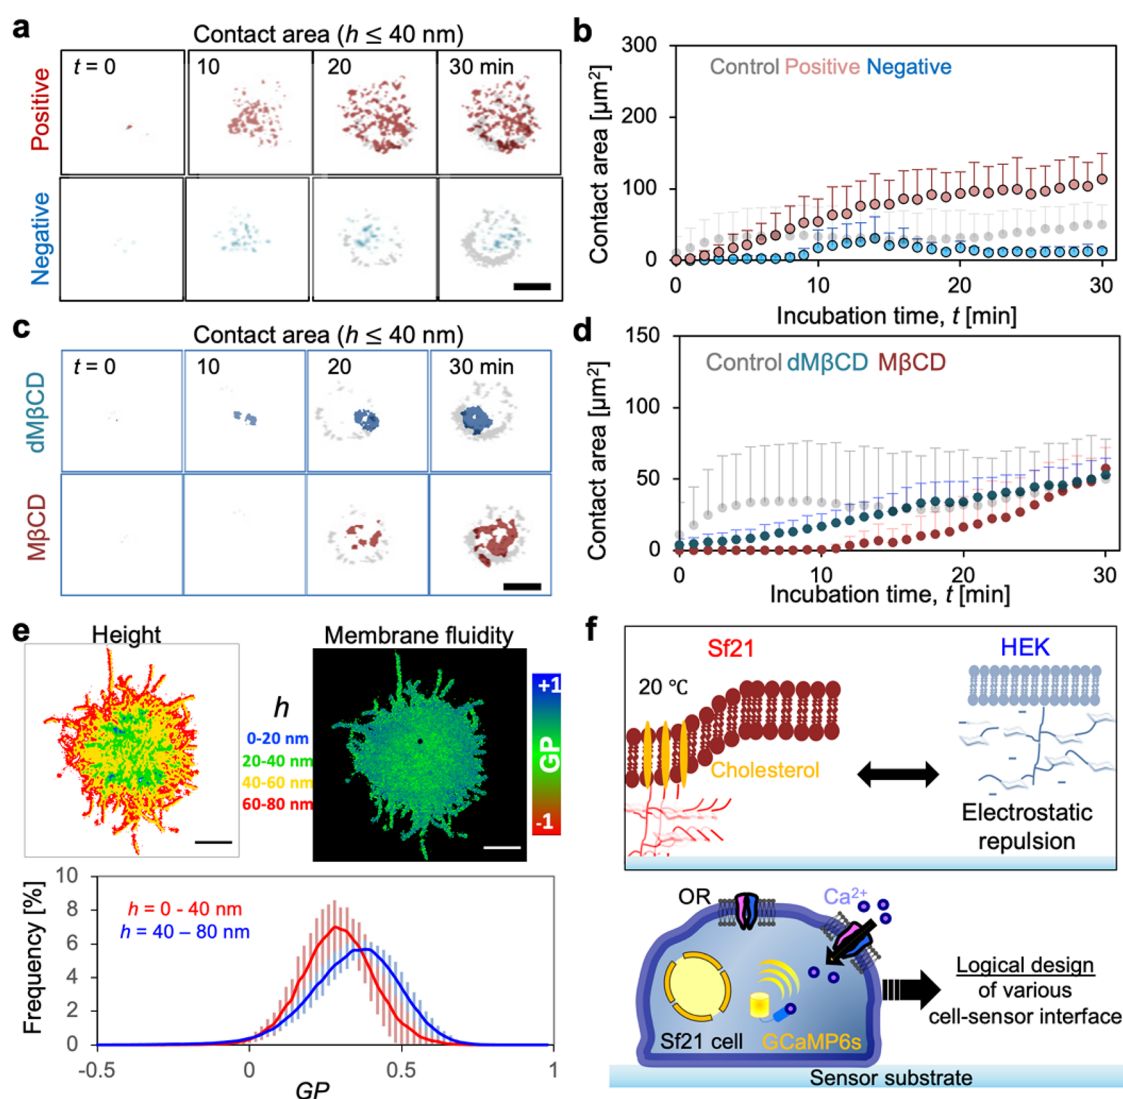 a
Contact area (h ≤ 40 nm)
t = 0
10
20
30 min
Positive
Negative
b
300
200
100
0
Contact area [µm²]
Control Positive Negative
0
10
20
30
Incubation time, t [min]
c
Contact area (h ≤ 40 nm)
t = 0
10
20
30 min
dMβCD
MβCD
d
150
100
50
0
Contact area [µm²]
Control dMβCD MβCD
0
10
20
30
Incubation time, t [min]
e
Height
Membrane fluidity
h
0-20 nm
20-40 nm
40-60 nm
60-80 nm
+1
GP
-1
10
8
6
4
2
0
Frequency [%]
h = 0 - 40 nm
h = 40 – 80 nm
-0.5
0
0.5
1
GP
f
Sf21
HEK
20 ℃
Cholesterol
Electrostatic
repulsion
OR
Ca²⁺
Sf21 cell
GCaMP6s
Logical design
of various
cell-sensor interface
Sensor substrate